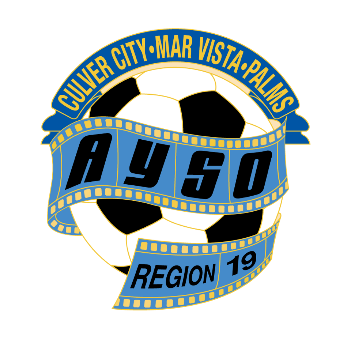 CULVER CITY•MAR VISTA•PALMS
AYSO
REGION 19